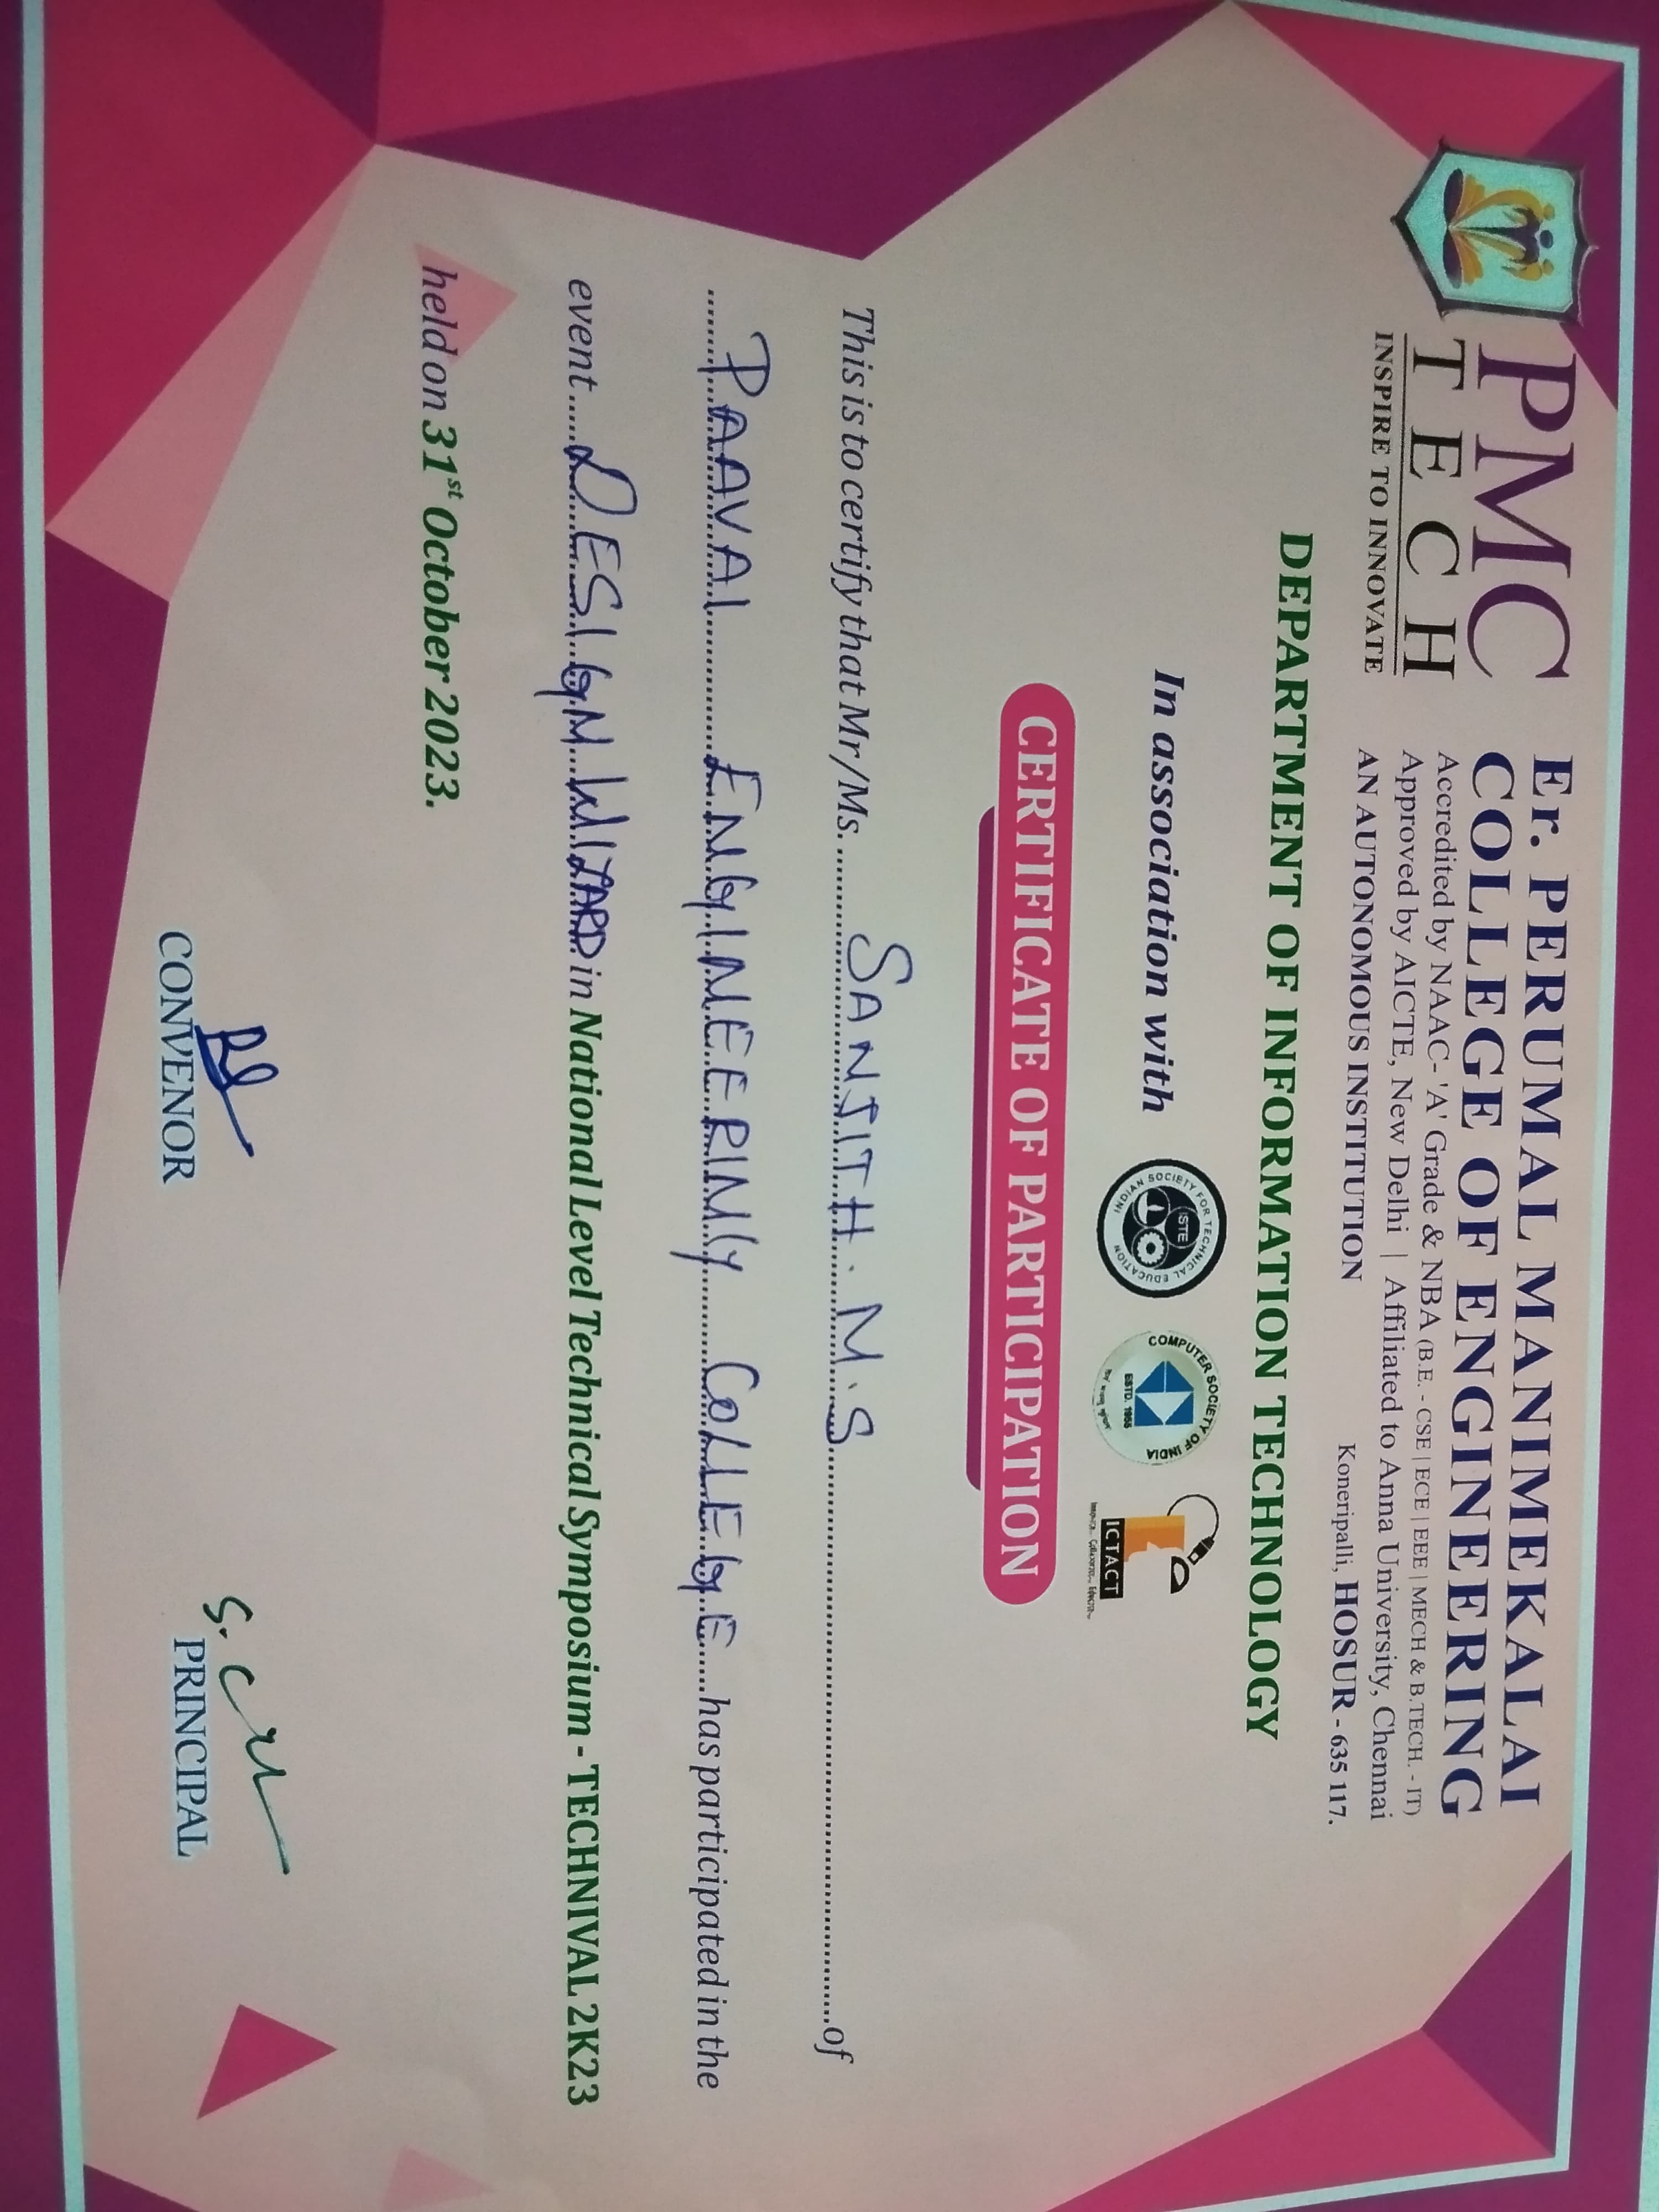 PMC
TECH
INSPIRE TO INNOVATE
Er. PERUMAL MANIMEKALAI
COLLEGE OF ENGINEERING
Accredited by NAAC- 'A' Grade & NBA (B.E. - CSE | ECE | EEE | MECH & B.TECH. - IT)
Approved by AICTE, New Delhi | Affiliated to Anna University, Chennai
AN AUTONOMOUS INSTITUTION Koneripalli, HOSUR - 635 117.
DEPARTMENT OF INFORMATION TECHNOLOGY
In association with
INDIAN SOCIETY FOR TECHNICAL EDUCATION
ISTE
COMPUTER SOCIETY OF INDIA
ESTD. 1965
ICTACT
CERTIFICATE OF PARTICIPATION
This is to certify that Mr/Ms. SANJITH. M.S of
PAAVAI ENGINEERING COLLEGE has participated in the
event DESIGN WIZARD in National Level Technical Symposium - TECHNIVAL 2K23
held on 31st October 2023.
S.
CONVENOR PRINCIPAL